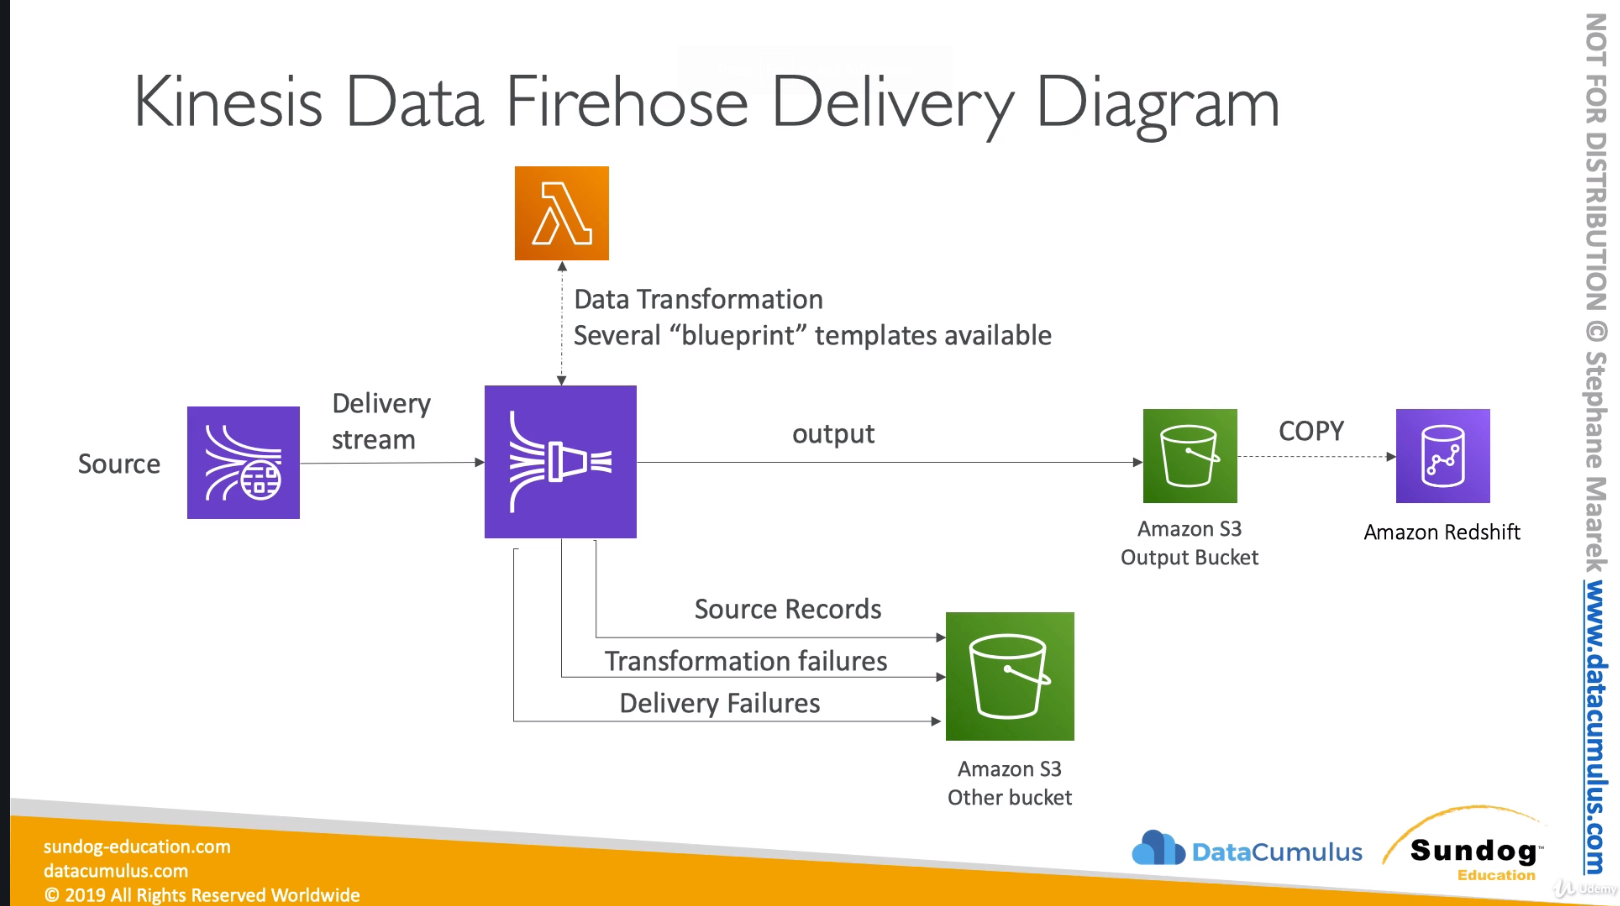 Kinesis Data Firehose Delivery Diagram
Data Transformation
Several “blueprint” templates available
Source
Delivery
stream
output
COPY
Amazon S3
Output Bucket
Amazon Redshift
Source Records
Transformation failures
Delivery Failures
Amazon S3
Other bucket
sundog-education.com
datacumulus.com
© 2019 All Rights Reserved Worldwide
DataCumulus
Sundog™
Education
NOT FOR DISTRIBUTION © Stephane Maarek www.datacumulus.com
Udemy